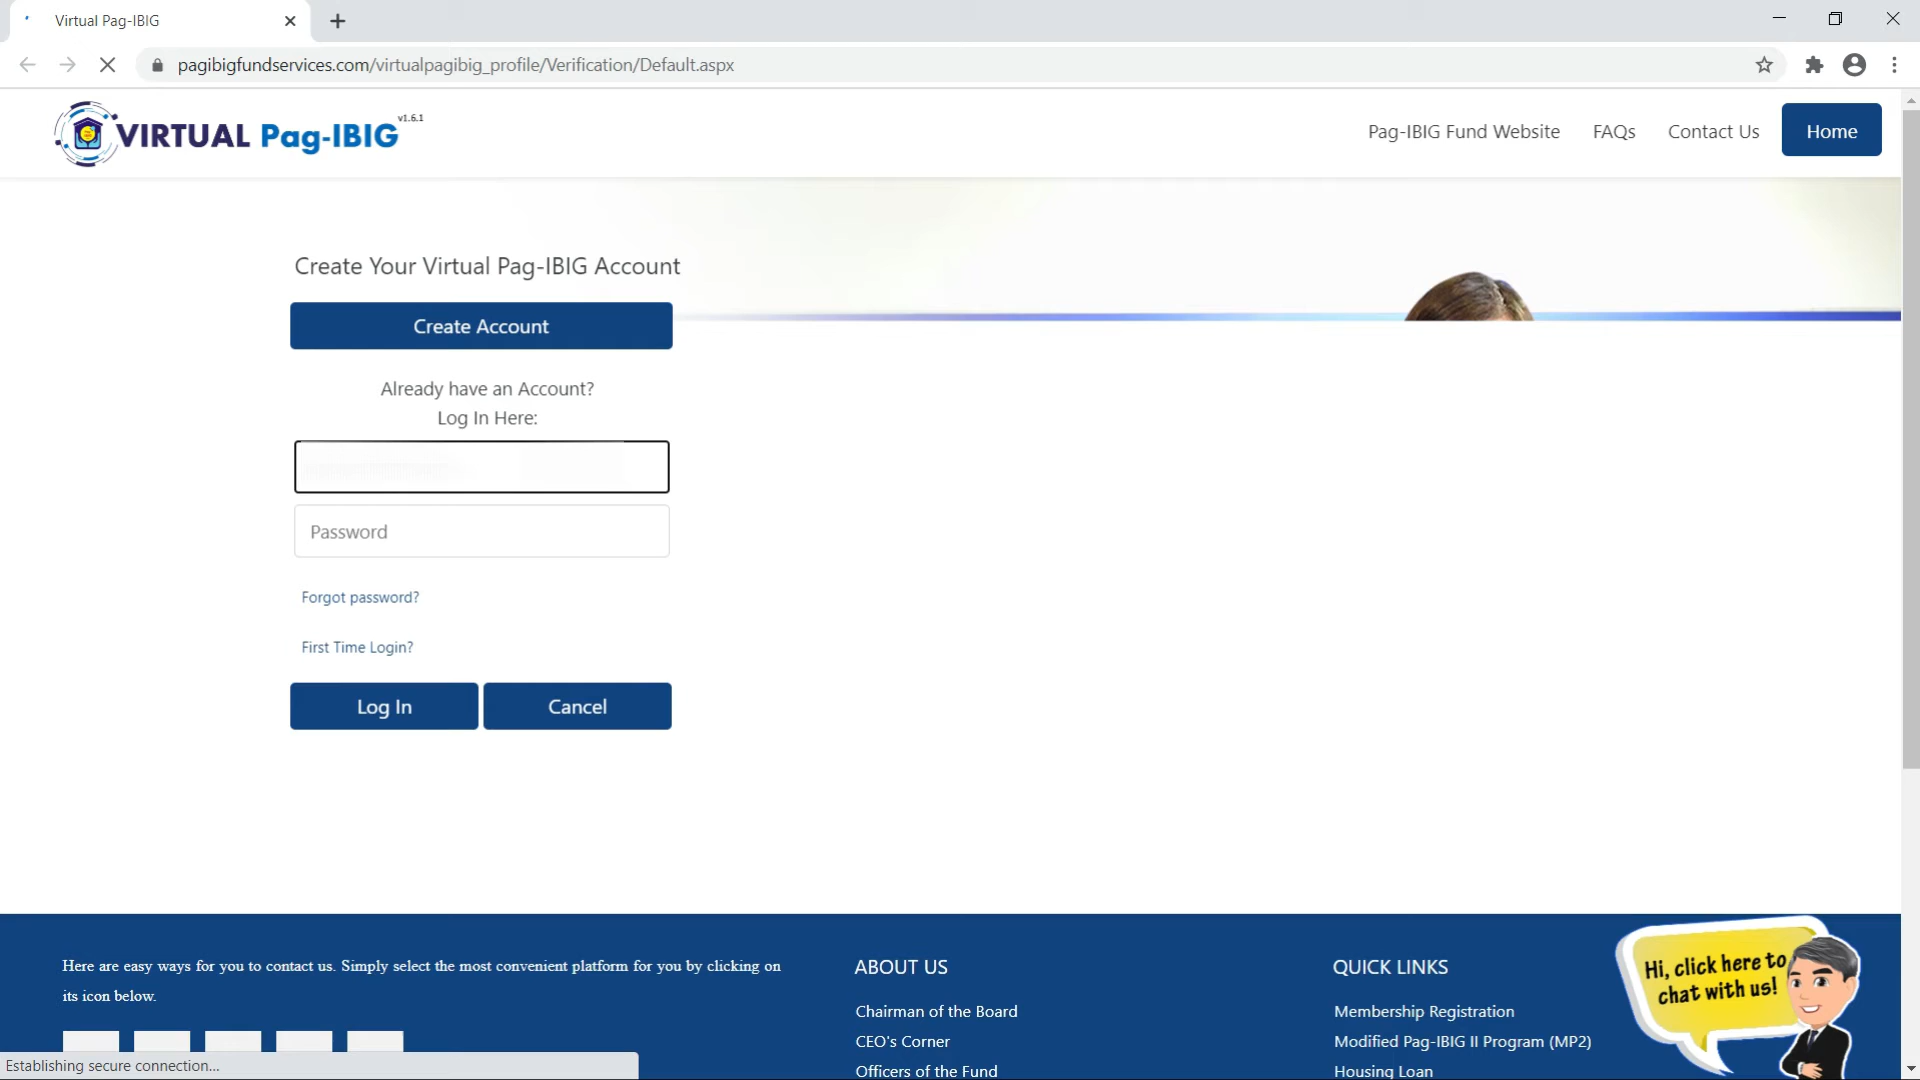 Virtual Pag-IBIG
pagibigfundservices.com/virtualpagibig_profile/Verification/Default.aspx
VIRTUAL Pag-IBIG v1.6.1
Pag-IBIG Fund Website
FAQs
Contact Us
Home
Create Your Virtual Pag-IBIG Account
Create Account
Already have an Account?
Log In Here:
Password
Forgot password?
First Time Login?
Log In
Cancel
Here are easy ways for you to contact us. Simply select the most convenient platform for you by clicking on
its icon below.
ABOUT US
Chairman of the Board
CEO's Corner
Officers of the Fund
QUICK LINKS
Membership Registration
Modified Pag-IBIG II Program (MP2)
Housing Loan
Hi, click here to
chat with us!
Establishing secure connection...